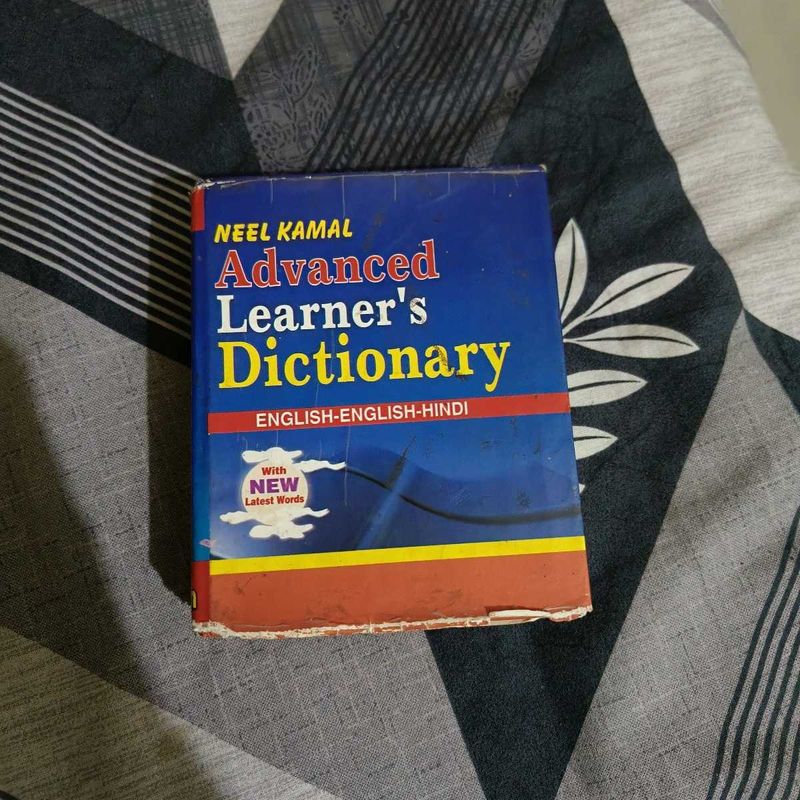 NEEL KAMAL
Advanced
Learner's
Dictionary
ENGLISH-ENGLISH-HINDI
With
NEW
Latest Words